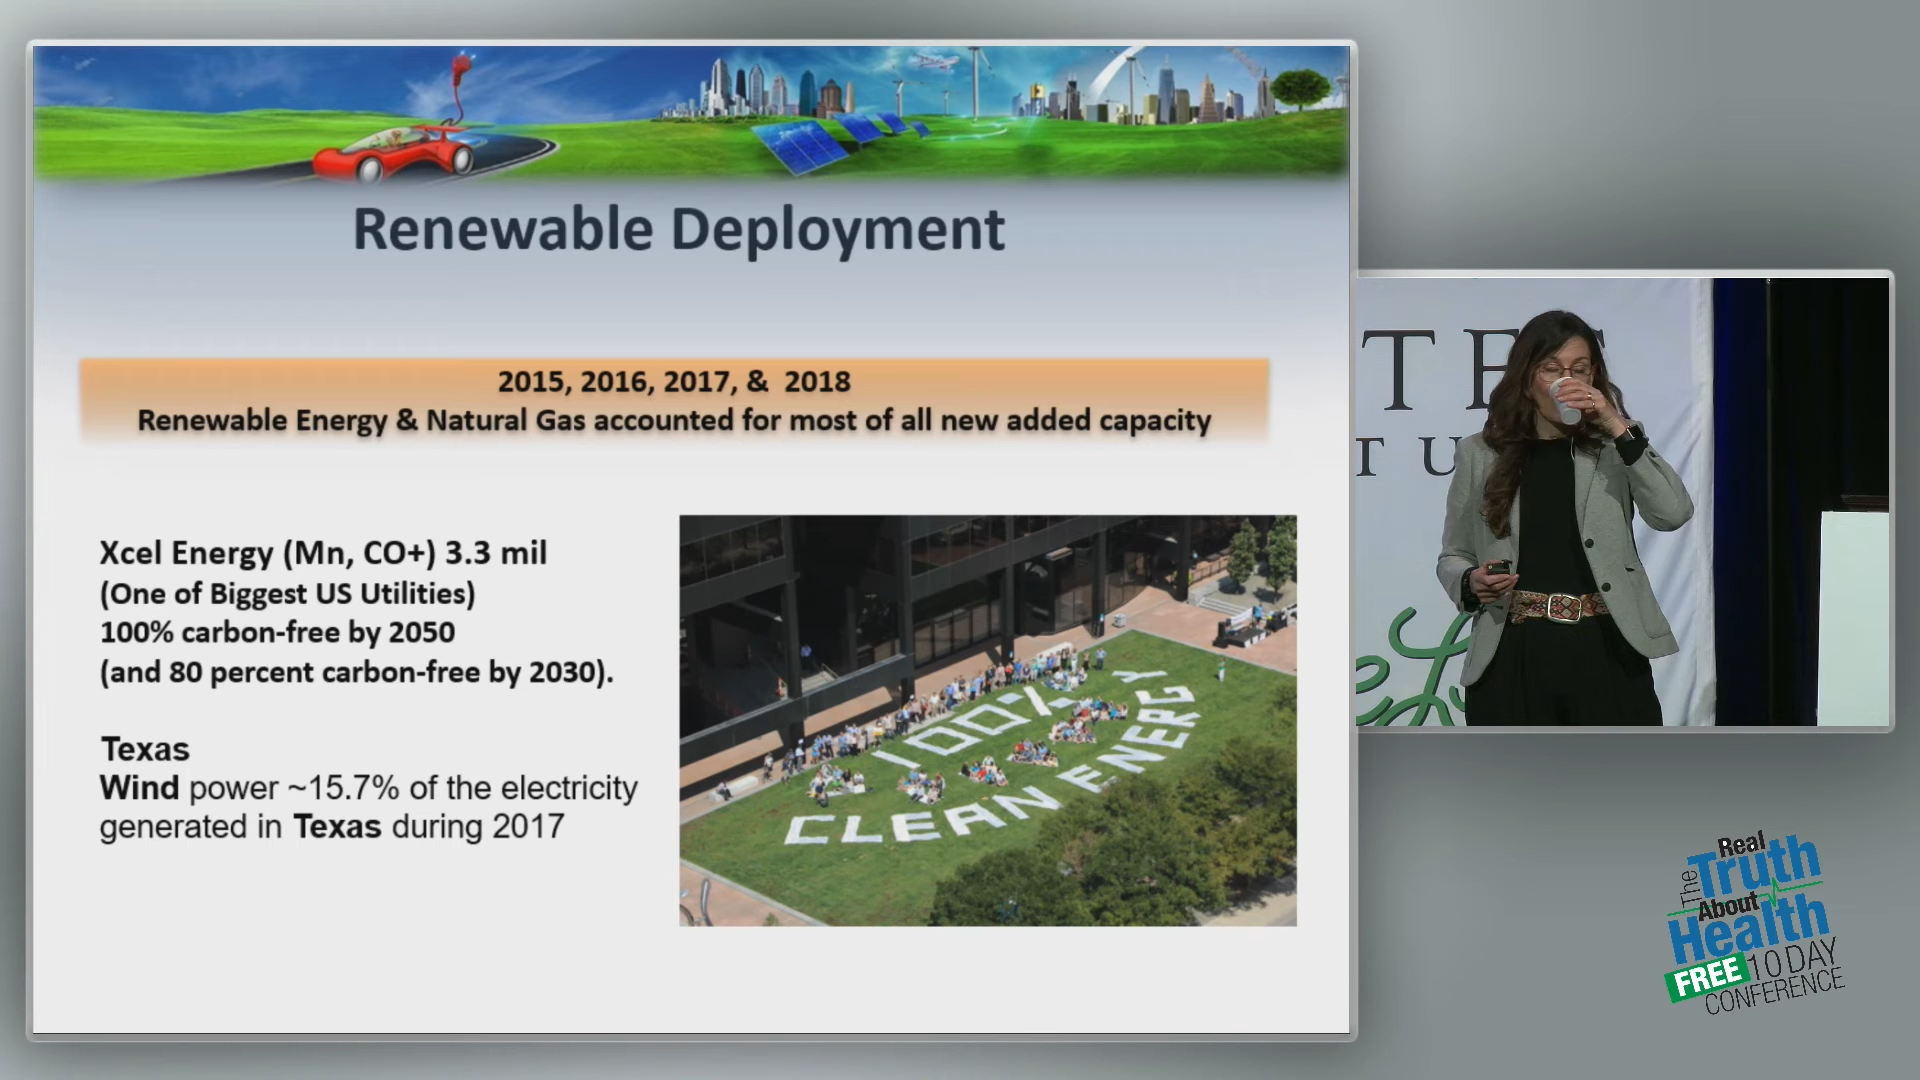 Renewable Deployment
2015, 2016, 2017, & 2018
Renewable Energy & Natural Gas accounted for most of all new added capacity
Xcel Energy (Mn, CO+) 3.3 mil
(One of Biggest US Utilities)
100% carbon-free by 2050
(and 80 percent carbon-free by 2030).
Texas
Wind power ~15.7% of the electricity
generated in Texas during 2017
100%
CLEAN ENERGY
The Real
Truth
About
Health
FREE 10 DAY
CONFERENCE